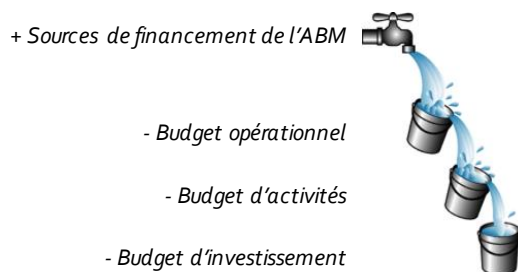 + Sources de financement de l’ABM
- Budget opérationnel
- Budget d’activités
- Budget d’investissement